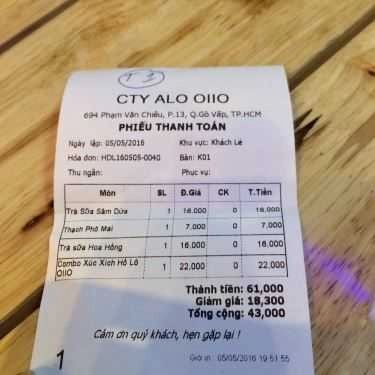 T 3
CTY ALO OIIO
694 Phạm Văn Chiêu, P.13, Q.Gò Vấp, TP.HCM
PHIẾU THANH TOÁN
Ngày lập: 05/05/2016 Khu vực: Khách Lẻ
Hóa đơn: HDL160505-0040 Bàn: K01
Thu ngân: Phục vụ:
Món SL Đ.Giá CK T.Tiền
Trà Sữa Sâm Dứa 1 16,000 0 16,000
Thạch Phô Mai 1 7,000 0 7,000
Trà sữa Hoa Hồng 1 16,000 0 16,000
Combo Xúc Xích Hồ Lô 1 22,000 0 22,000
OIIO
Thành tiền: 61,000
Giảm giá: 18,300
Tổng cộng: 43,000
Cảm ơn quý khách, hẹn gặp lại !
1 Giờ in : 05/05/2016 19:51:55